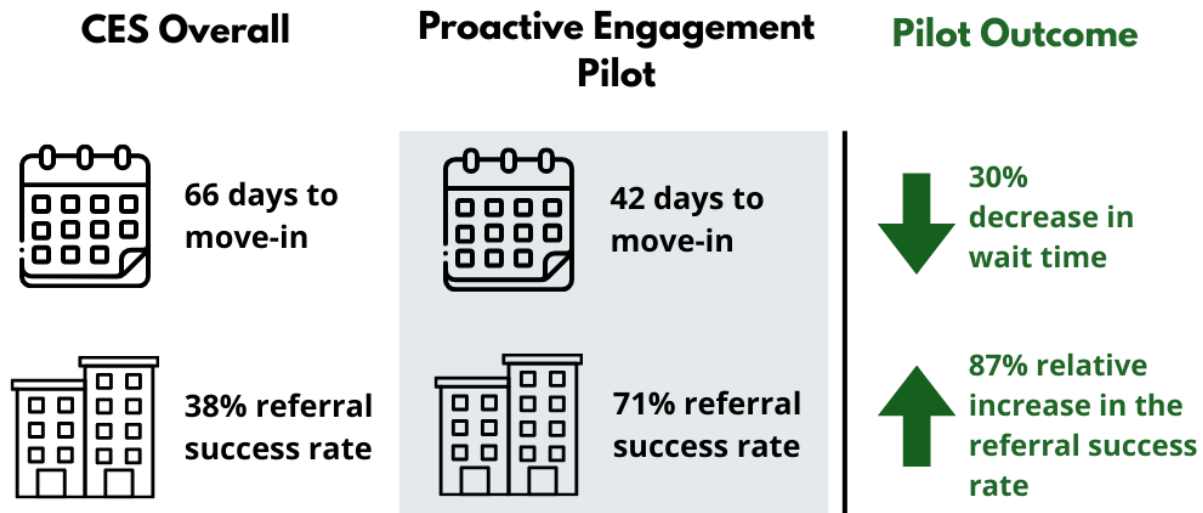 CES Overall
Proactive Engagement
Pilot
Pilot Outcome
66 days to
move-in
42 days to
move-in
30%
decrease in
wait time
38% referral
success rate
71% referral
success rate
87% relative
increase in the
referral success
rate